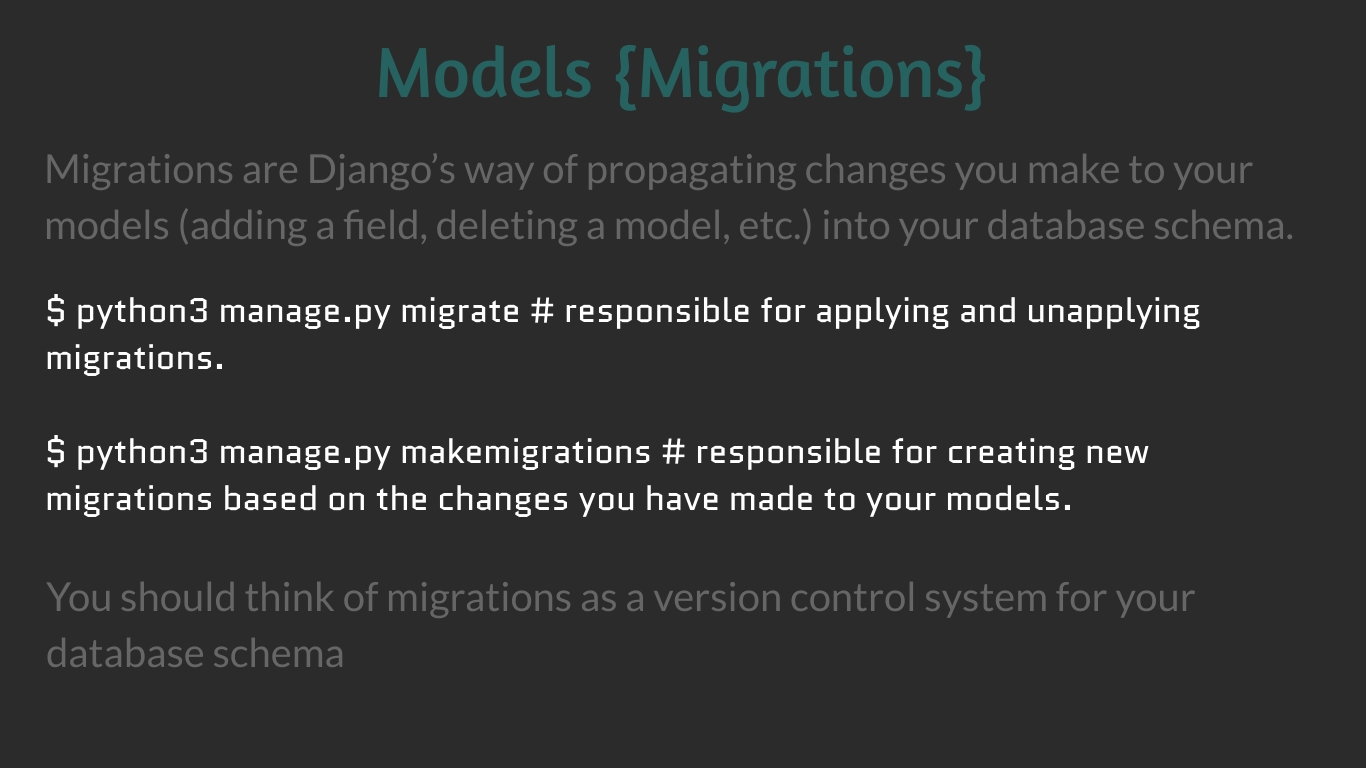 Models {Migrations}
Migrations are Django’s way of propagating changes you make to your
models (adding a field, deleting a model, etc.) into your database schema.
$ python3 manage.py migrate # responsible for applying and unapplying
migrations.
$ python3 manage.py makemigrations # responsible for creating new
migrations based on the changes you have made to your models.
You should think of migrations as a version control system for your
database schema